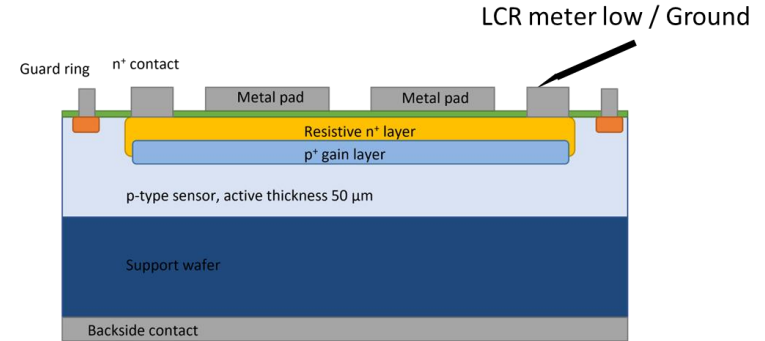 LCR meter low / Ground
n⁺ contact
Guard ring
Metal pad
Metal pad
Resistive n⁺ layer
p⁺ gain layer
p-type sensor, active thickness 50 µm
Support wafer
Backside contact